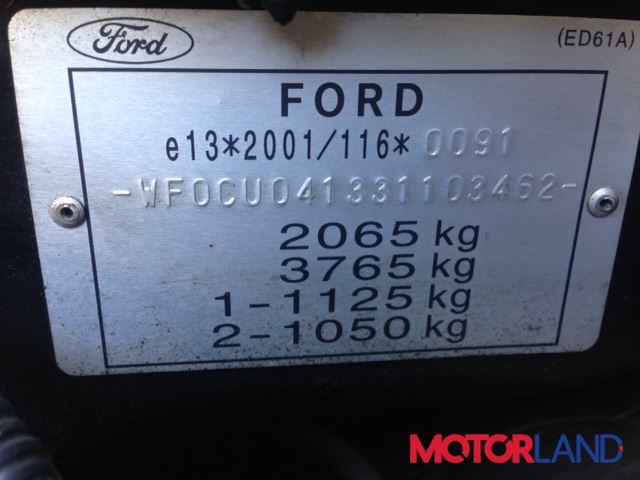 Ford
(ED61A)
FORD
e13*2001/116* 0091
-WF0CU041331103462-
2065 kg
3765 kg
1-1125 kg
2-1050 kg
MOTORLAND